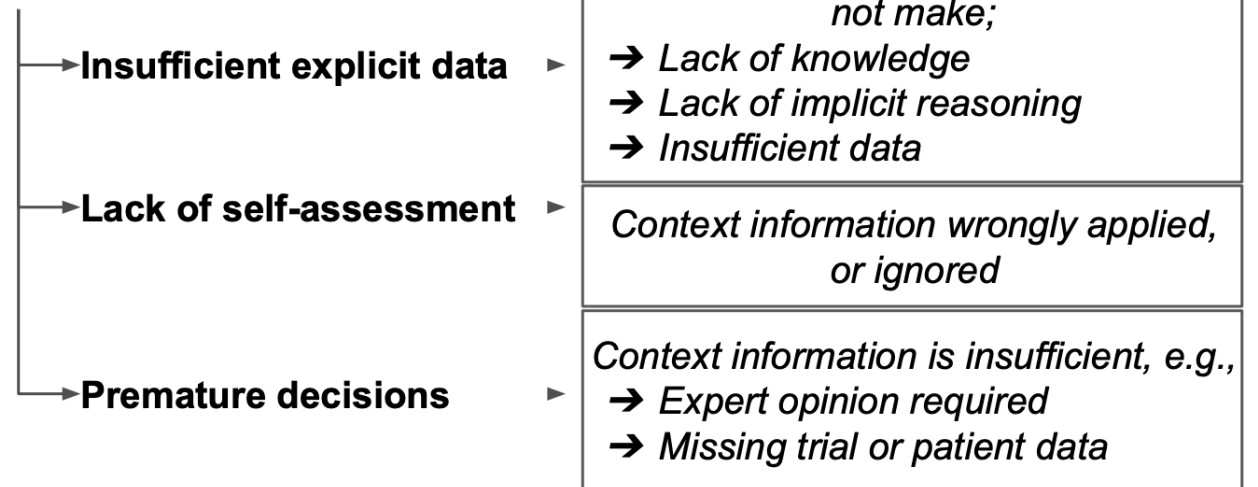 not make;
Insufficient explicit data
➔ Lack of knowledge
➔ Lack of implicit reasoning
➔ Insufficient data
Lack of self-assessment
Context information wrongly applied,
or ignored
Context information is insufficient, e.g.,
Premature decisions
➔ Expert opinion required
➔ Missing trial or patient data